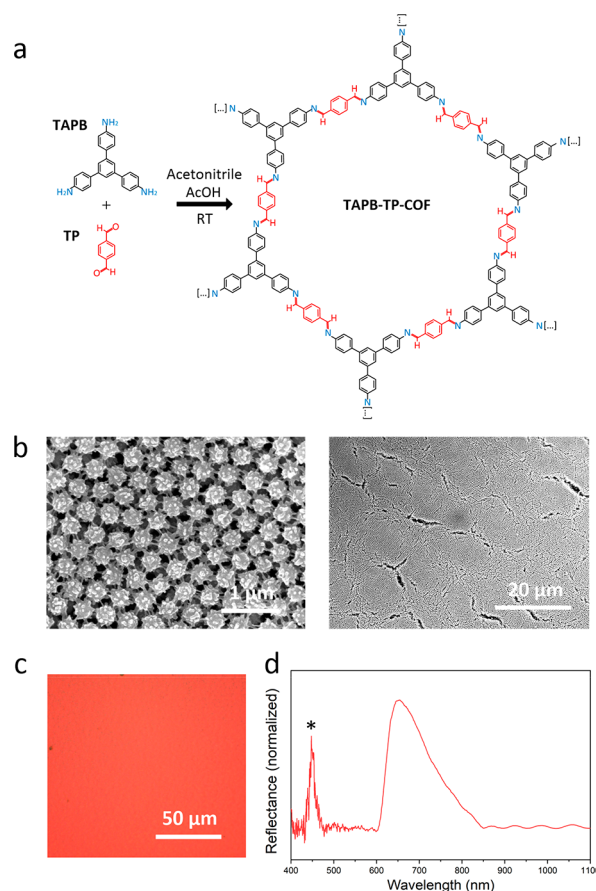 a
TAPB
NH₂
H₂N
NH₂
+
TP
O
H
O
H
Acetonitrile
AcOH
RT
TAPB-TP-COF
[...]
N
N
H
H
N
N
H
H
N
[...] N
N [...]
N
H
H
N
N
H
H
N
[...] N
N [...]
N
H
H
N
N
H
H
N
N
[...]
b
1 µm
20 µm
c
50 µm
d
*
Reflectance (normalized)
400 500 600 700 800 900 1000 1100
Wavelength (nm)